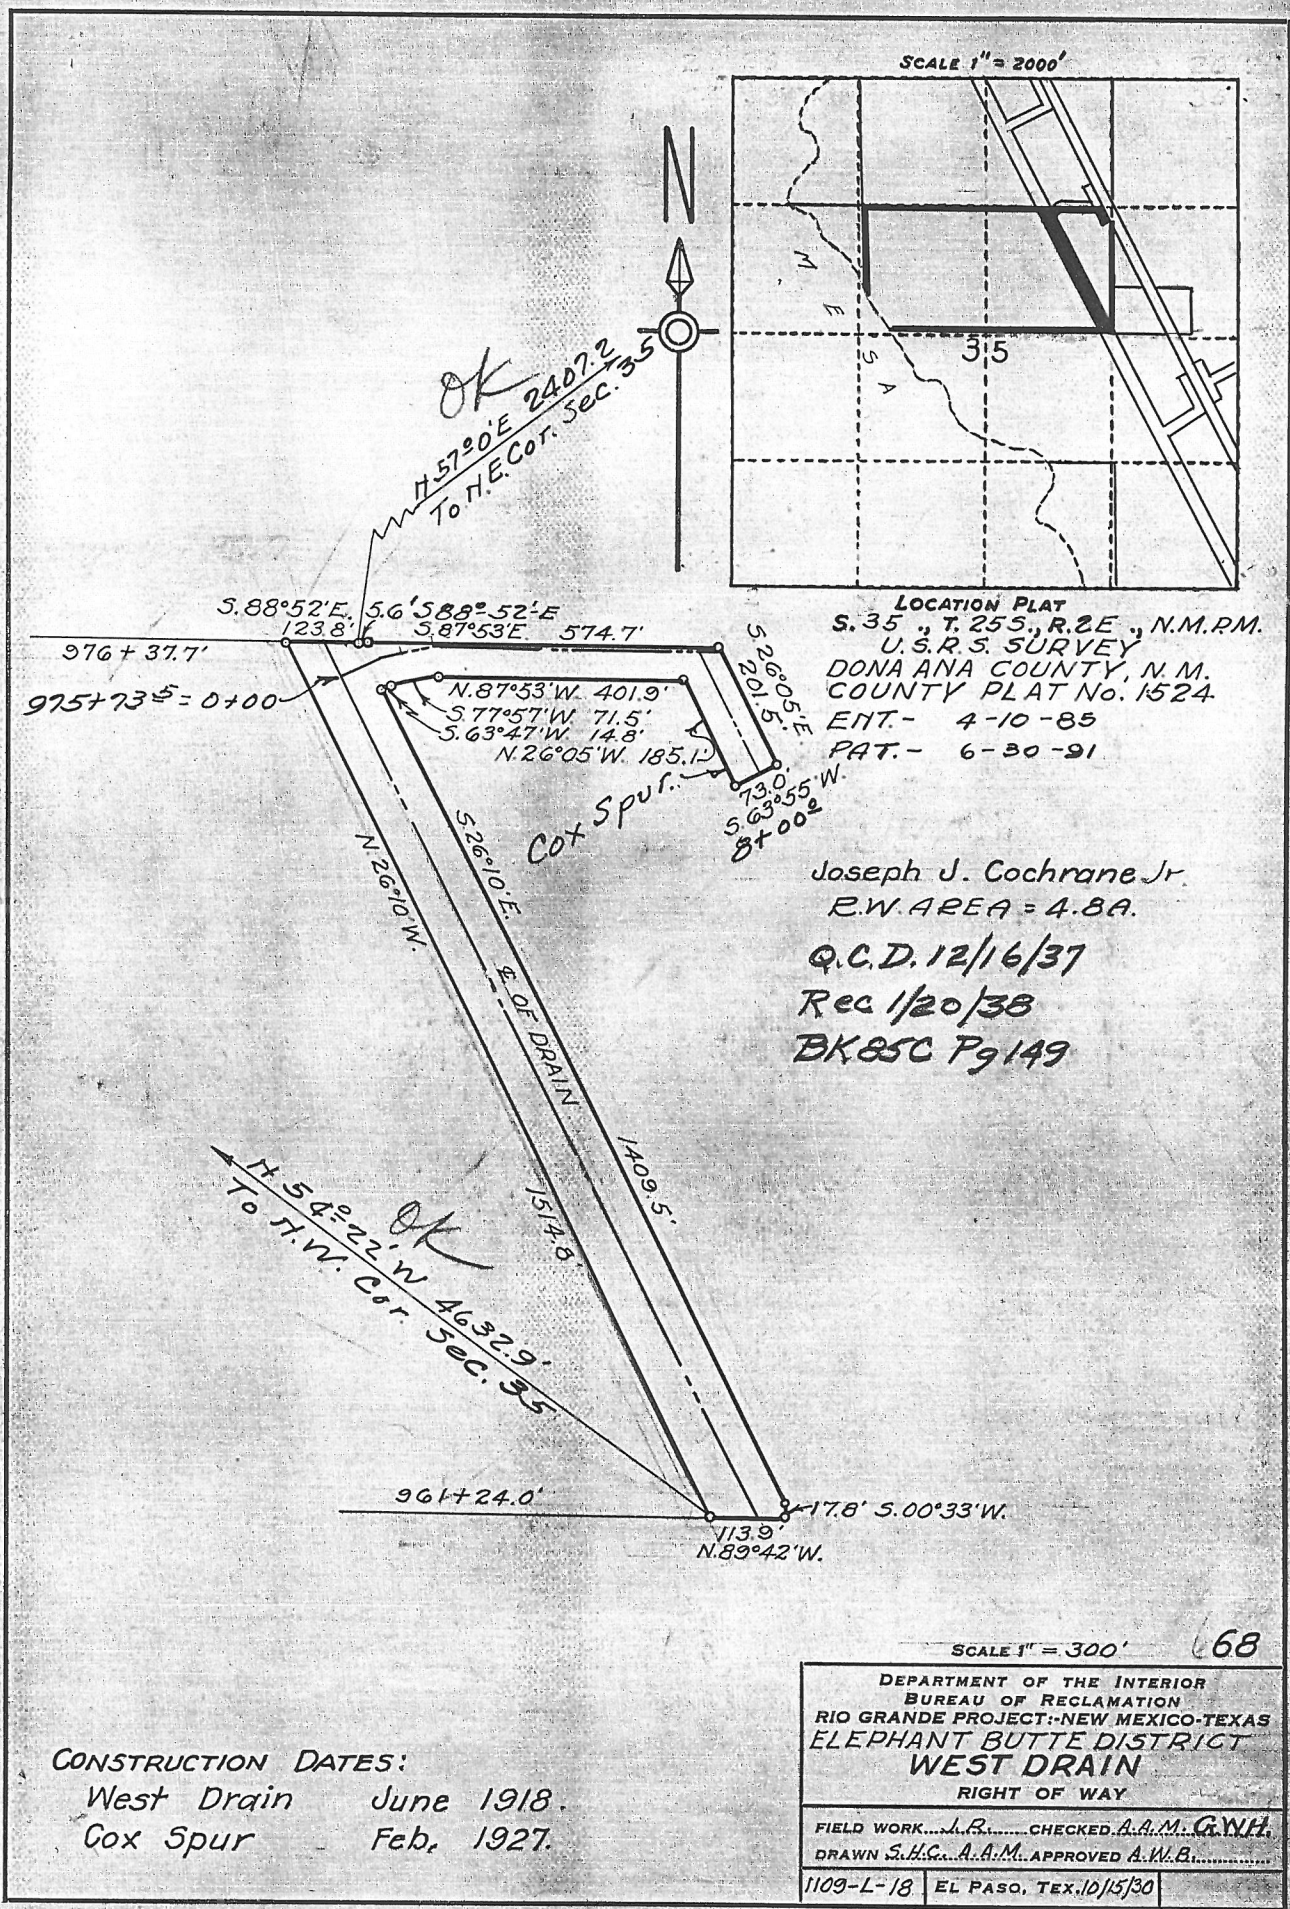 SCALE 1" = 2000'
N
M E S A
35
OK
N 57°0'E 2407.2
To N.E. Cor. Sec. 35
LOCATION PLAT
S. 35 ., T. 25S., R. 2E ., N.M.P.M.
U.S.R.S. SURVEY
DONA ANA COUNTY, N. M.
COUNTY PLAT No. 1524
ENT.- 4-10-85
PAT.- 6-30-91
S.88°52'E. 5.6' S88°-52'-E
123.8' S.87°53'E. 574.7'
976 + 37.7'
975+73⁵ = 0+00
N.87°53'W. 401.9'
S.77°57'W. 71.5'
S.63°47'W. 14.8'
N.26°05'W. 185.1'
S.26°05'E.
201.5'
Cox Spur.
73.0'
S.63°55'W.
8+00⁰
Joseph J. Cochrane Jr.
R.W. AREA = 4.8A.
Q.C.D. 12/16/37
Rec 1/20/38
BK 85C Pg 149
N.26°10'W.
S.26°10'E.
℄ OF DRAIN
1409.5'
1514.8'
OK
N 54°-22' W 4632.9'
To N.W. Cor. Sec. 35
961+24.0'
17.8' S.00°33'W.
113.9'
N.89°42'W.
SCALE 1" = 300'
68
DEPARTMENT OF THE INTERIOR
BUREAU OF RECLAMATION
RIO GRANDE PROJECT:-NEW MEXICO-TEXAS
ELEPHANT BUTTE DISTRICT
WEST DRAIN
RIGHT OF WAY
FIELD WORK...J.R.......CHECKED.A.A.M. G.W.H.
DRAWN S.H.C. A.A.M. APPROVED A.W.B.............
1109-L-18 EL PASO, TEX. 10/15/30
CONSTRUCTION DATES:
West Drain June 1918.
Cox Spur Feb, 1927.